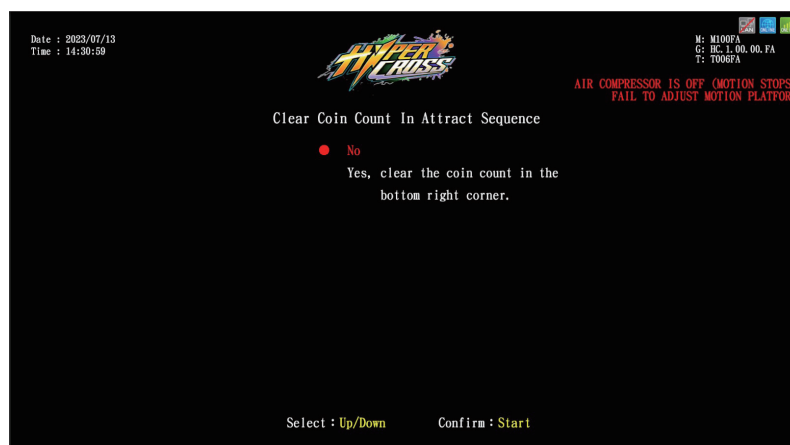 Date : 2023/07/13
Time : 14:30:59
HYPER
CROSS
LAN
ONLINE
M: M100FA
G: HC.1.00.00.FA
T: T006FA
AIR COMPRESSOR IS OFF (MOTION STOPS
FAIL TO ADJUST MOTION PLATFOR
Clear Coin Count In Attract Sequence
No
Yes, clear the coin count in the
bottom right corner.
Select：Up/Down Confirm：Start